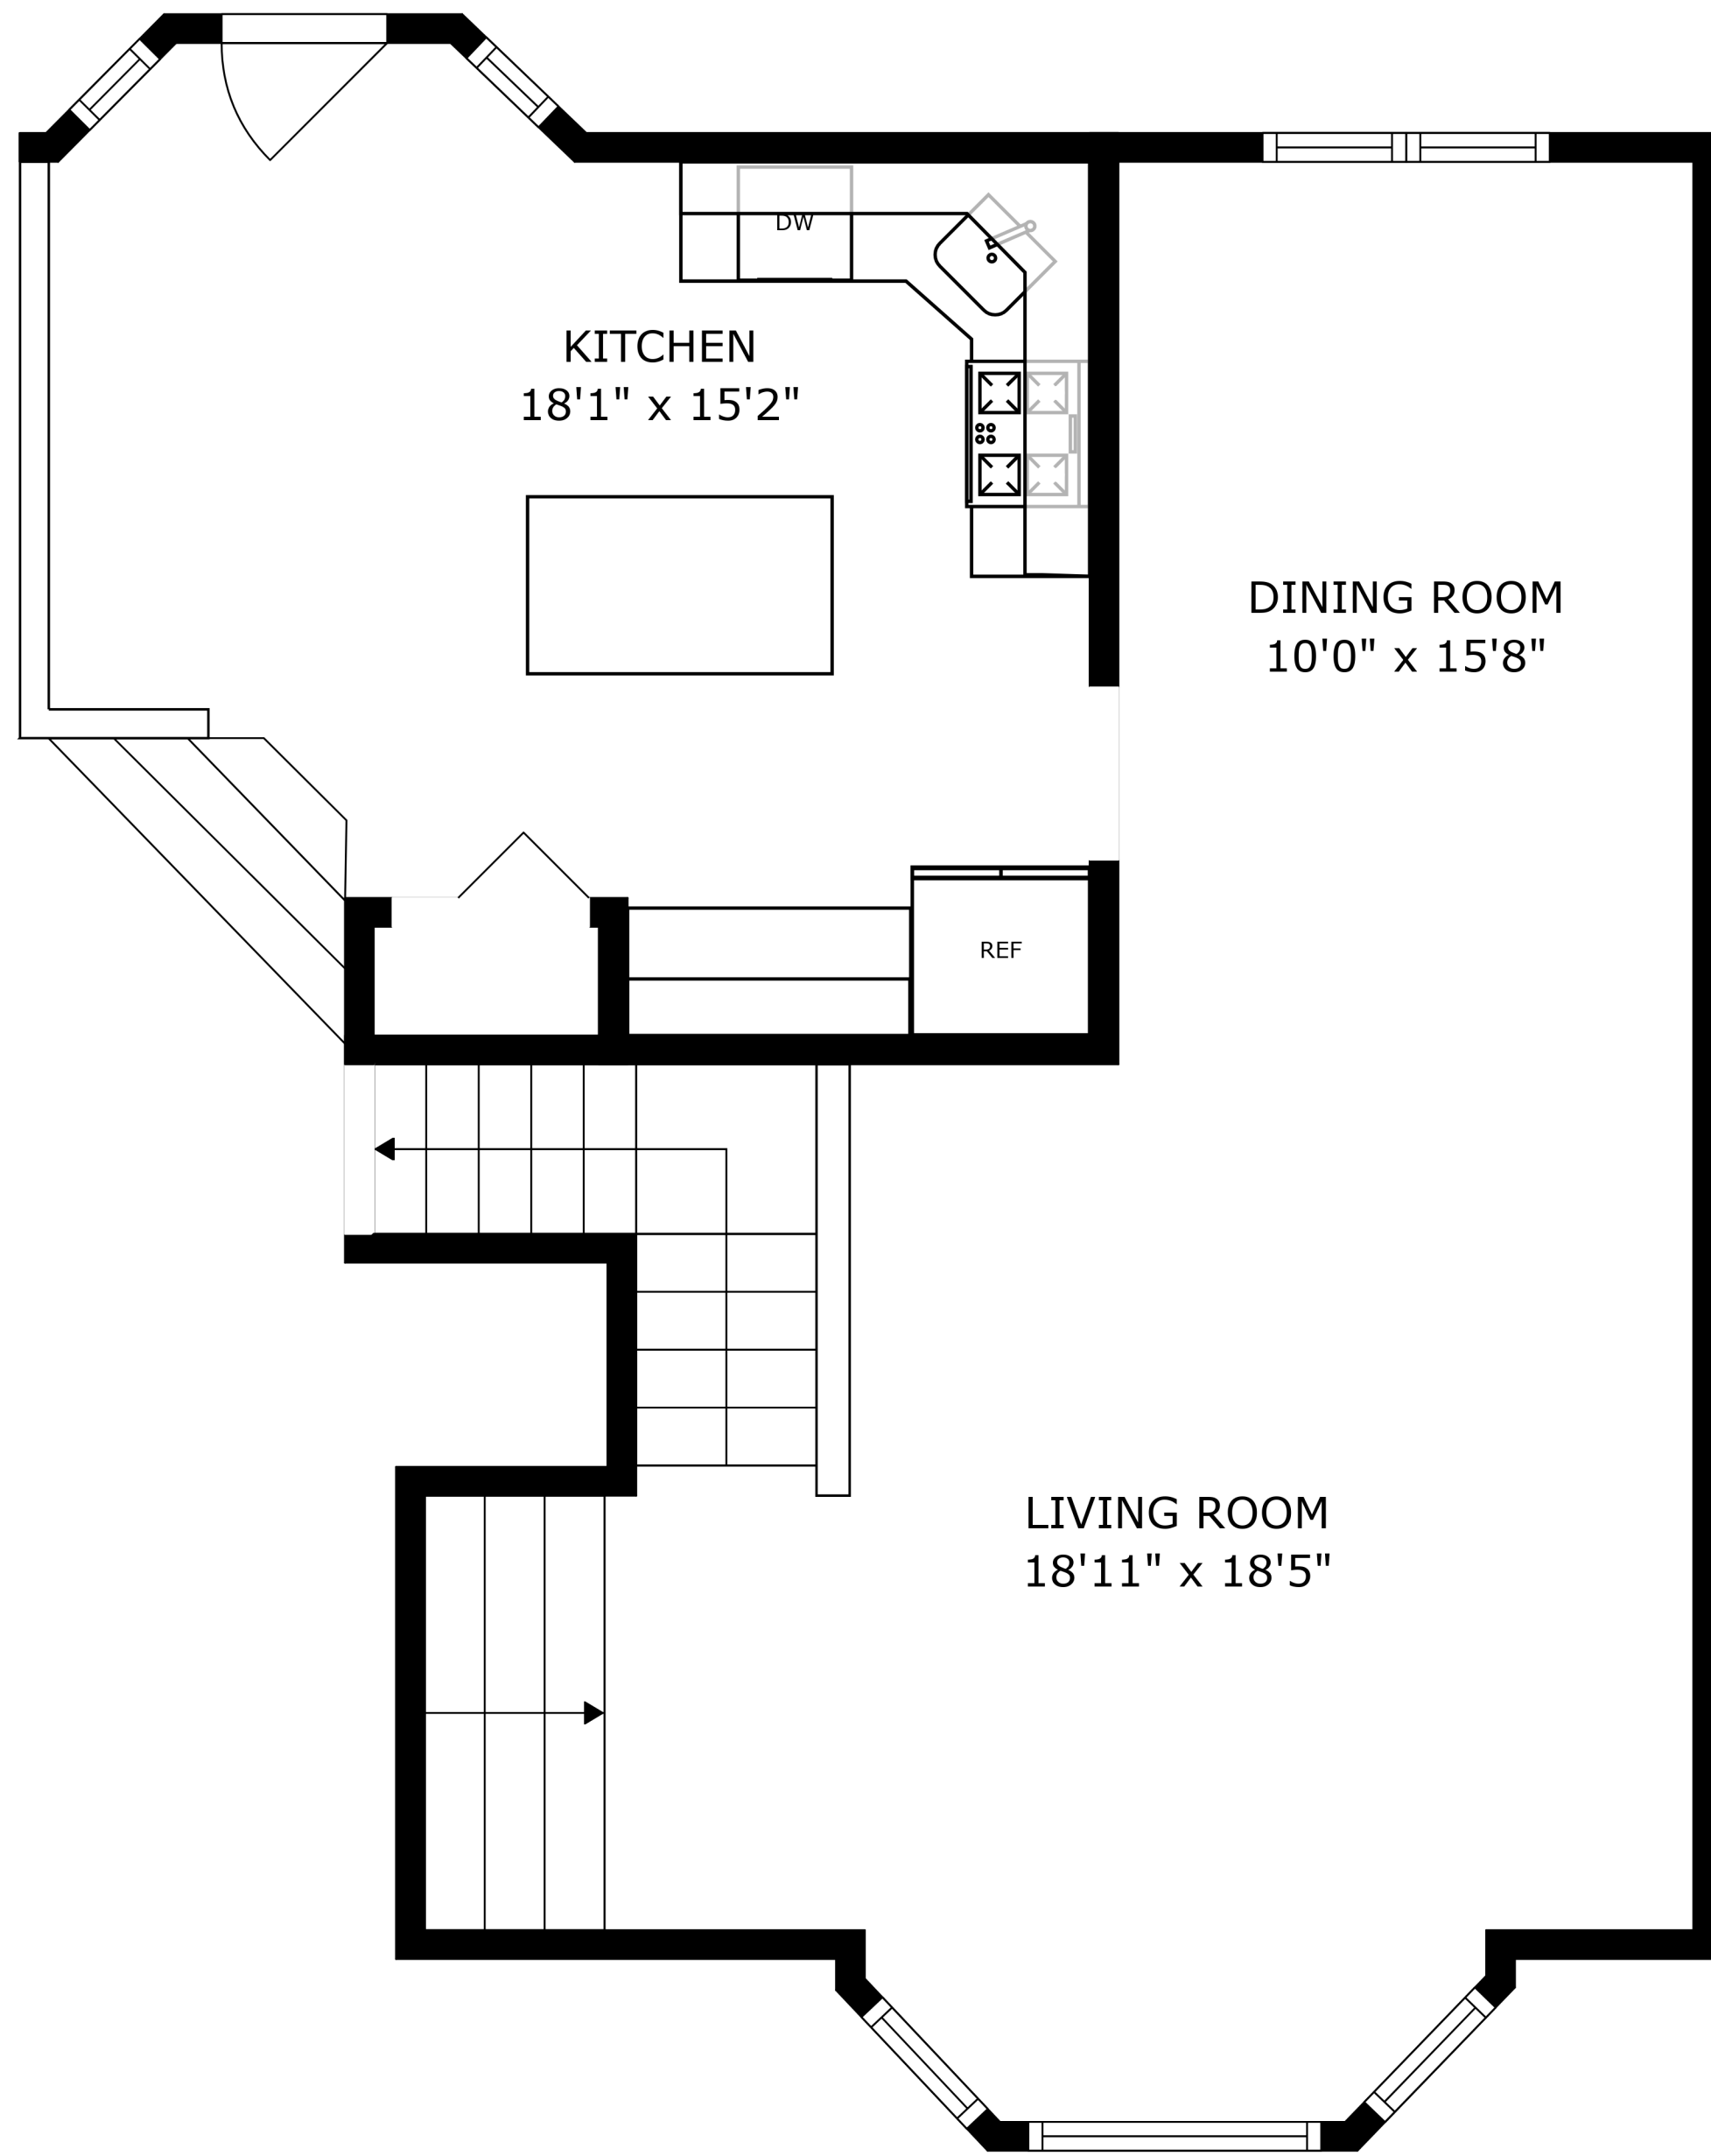 DW
KITCHEN
18'1" x 15'2"
DINING ROOM
10'0" x 15'8"
REF
LIVING ROOM
18'11" x 18'5"